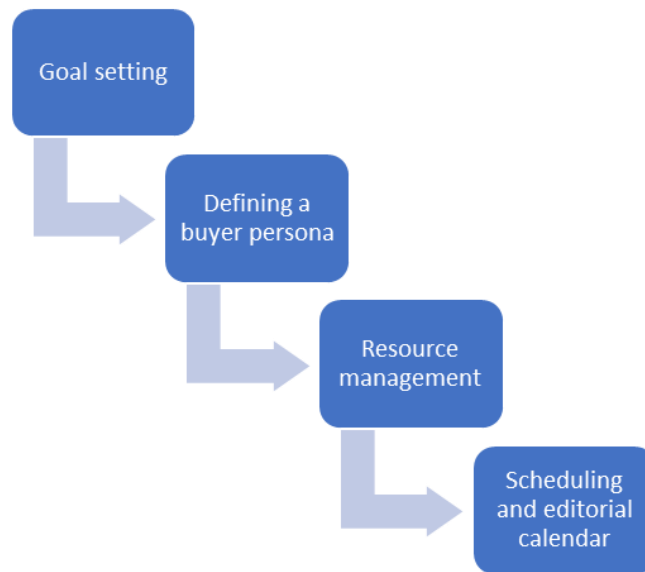 Goal setting
Defining a
buyer persona
Resource
management
Scheduling
and editorial
calendar